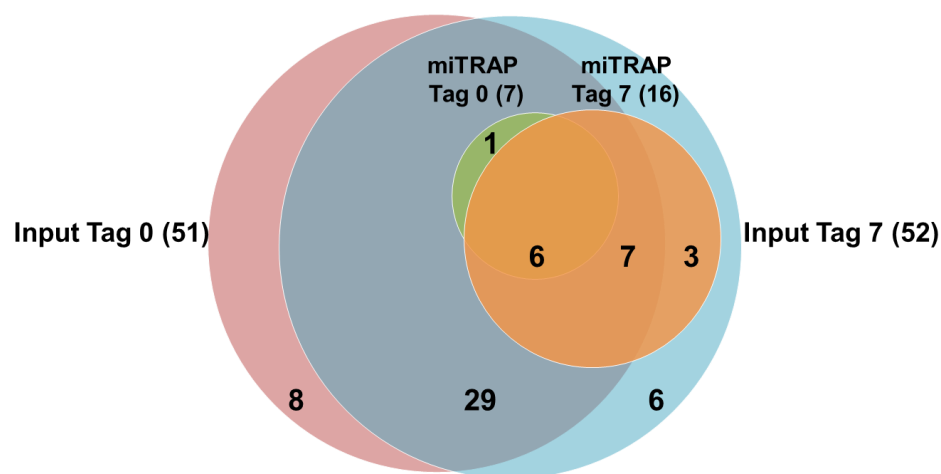 miTRAP
Tag 0 (7)
miTRAP
Tag 7 (16)
1
Input Tag 0 (51)
Input Tag 7 (52)
6
7
3
8
29
6